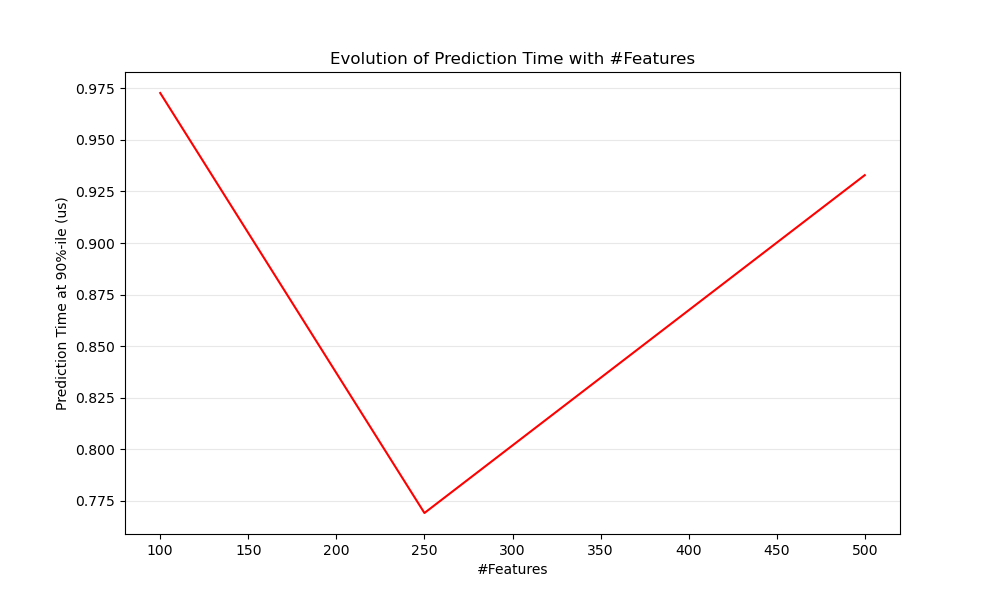 Evolution of Prediction Time with #Features
Prediction Time at 90%-ile (us)
0.975
0.950
0.925
0.900
0.875
0.850
0.825
0.800
0.775
100 150 200 250 300 350 400 450 500
#Features